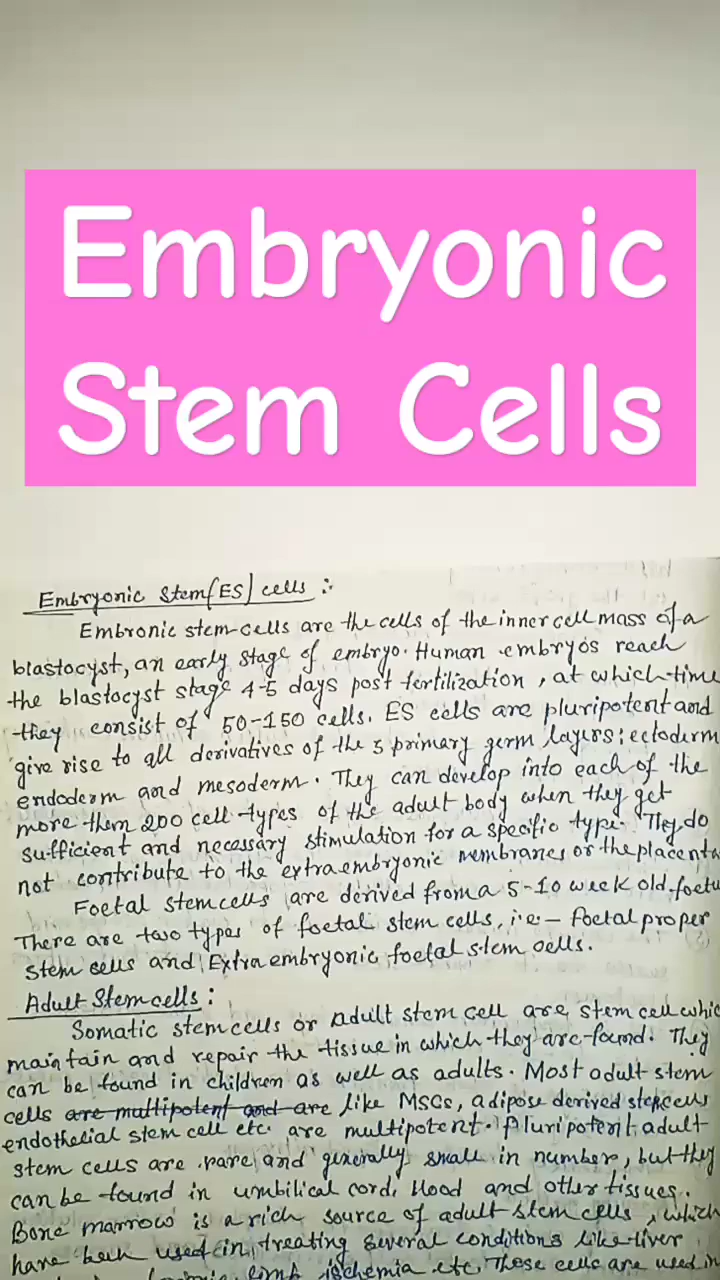 Embryonic
Stem Cells
Embryonic Stem(ES) cells :
Embronic stem cells are the cells of the inner cell mass of a
blastocyst, an early stage of embryo. Human embryos reach
the blastocyst stage 4-5 days post fertilization, at which time
they consist of 50-150 cells. ES cells are pluripotent and
give rise to all derivatives of the 3 primary germ layers; ectoderm
endoderm and mesoderm. They can develop into each of the
more them 200 cell types of the adult body when they get
sufficient and necessary stimulation for a specific type. They do
not contribute to the extraembryonic membranes or the placenta
Foetal stemcells are derived from a 5-10 week old foetu
There are two types of foetal stem cells, i.e. - foetal proper
stem cells and Extraembryonic foetal stem cells.
Adult Stem cells :
Somatic stem cells or Adult stem cell are stem cell whic
maintain and repair the tissue in which they are found. They
can be found in children as well as adults. Most adult stem
cells are multipotent and are like MSCs, adipose derived stem cells
endothelial stem cell etc. are multipotent. Pluripotent adult
stem cells are rare and generally small in number, but they
can be found in umbilical cord, blood and other tissues.
Bone marrow is a rich source of adult stem cells, which
have been used in treating several conditions like liver
limb ischemia etc. These cells are used in